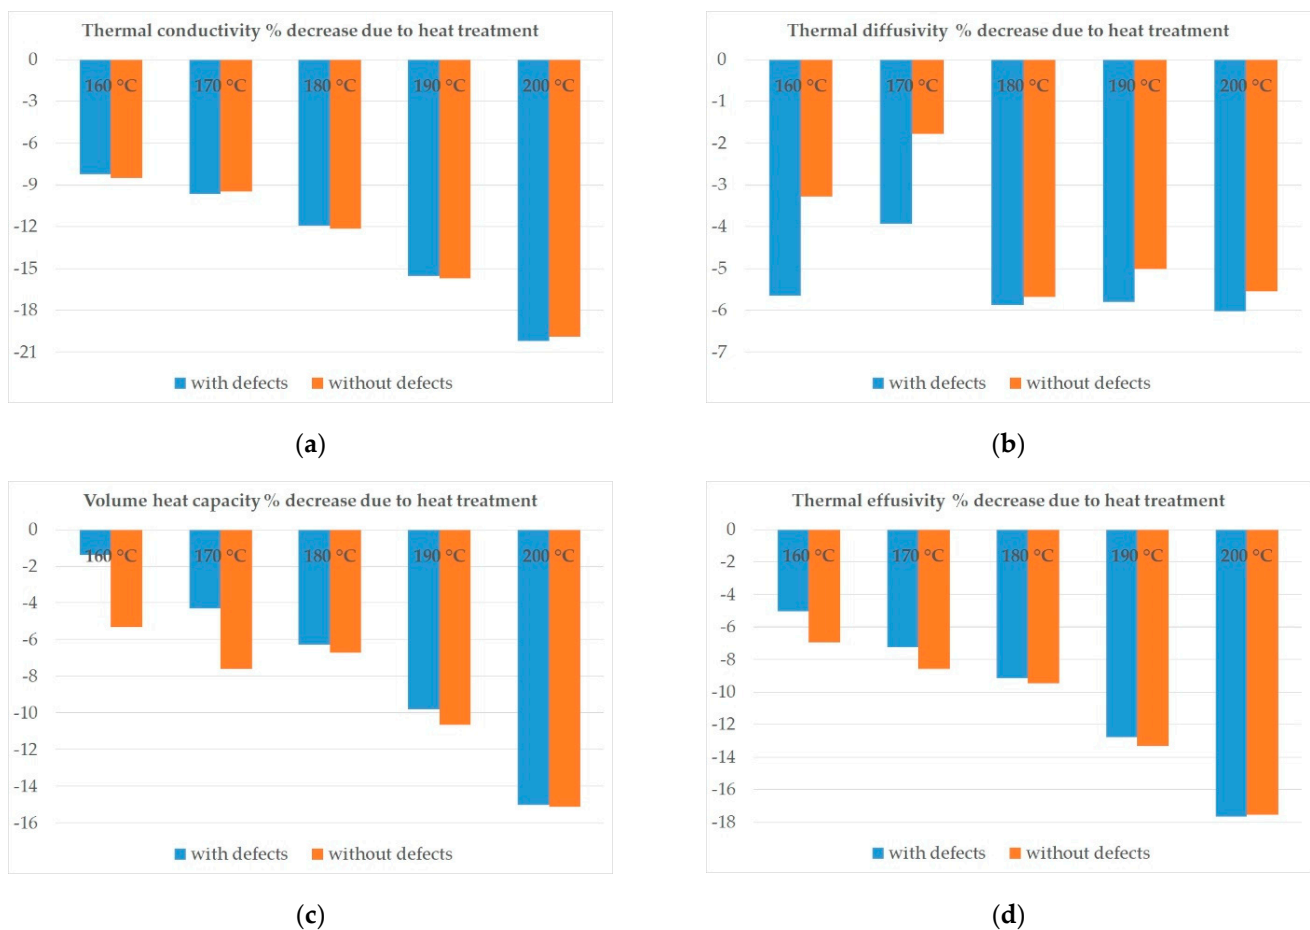 Thermal conductivity % decrease due to heat treatment
0
160 °C 170 °C 180 °C 190 °C 200 °C
-3
-6
-9
-12
-15
-18
-21
with defects without defects
(a)
Thermal diffusivity % decrease due to heat treatment
0
160 °C 170 °C 180 °C 190 °C 200 °C
-1
-2
-3
-4
-5
-6
-7
with defects without defects
(b)
Volume heat capacity % decrease due to heat treatment
0
160 °C 170 °C 180 °C 190 °C 200 °C
-2
-4
-6
-8
-10
-12
-14
-16
with defects without defects
(c)
Thermal effusivity % decrease due to heat treatment
0
160 °C 170 °C 180 °C 190 °C 200 °C
-2
-4
-6
-8
-10
-12
-14
-16
-18
with defects without defects
(d)